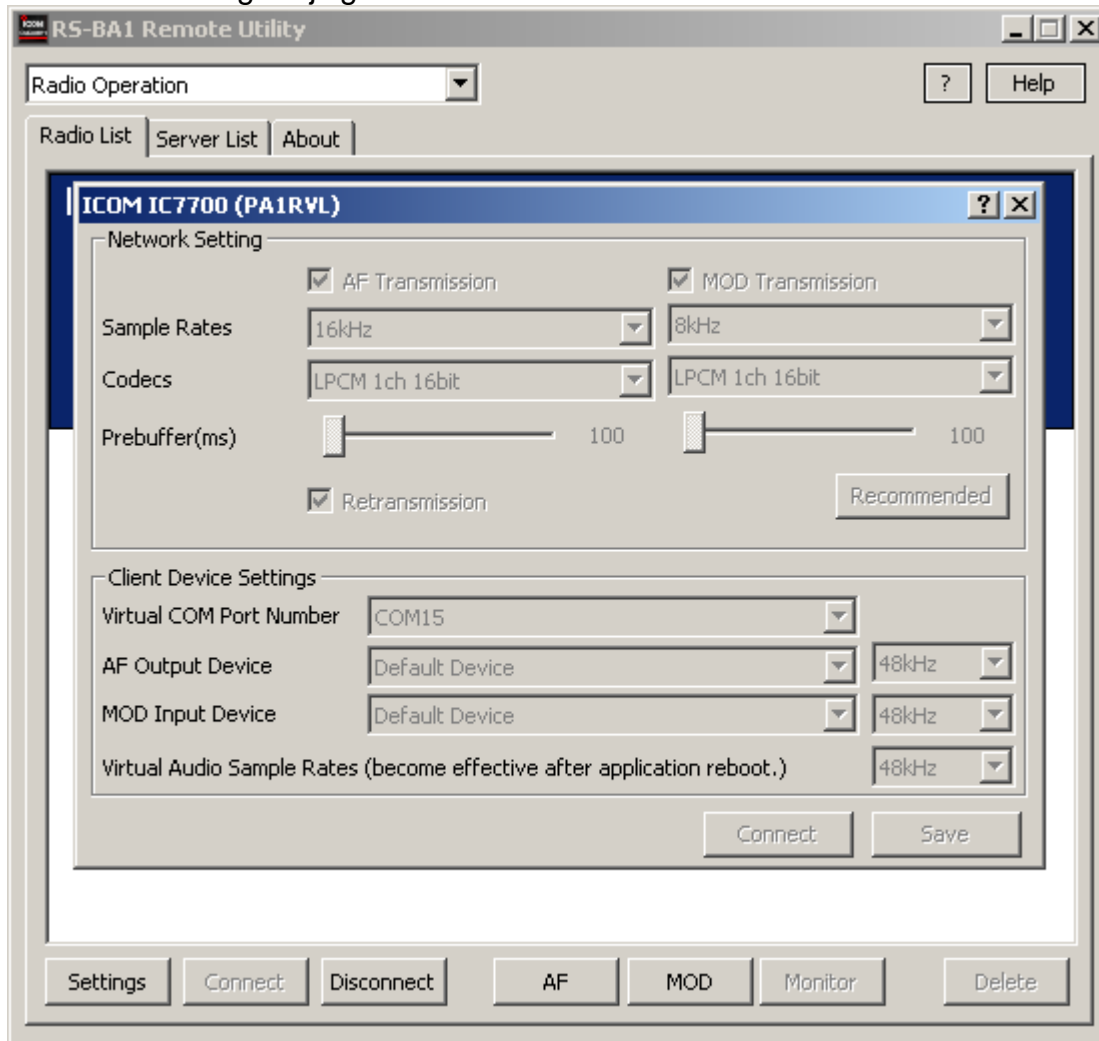 RS-BA1 Remote Utility
Radio Operation ? Help
Radio List Server List About
ICOM IC7700 (PA1RVL)
Network Setting
AF Transmission MOD Transmission
Sample Rates 16kHz 8kHz
Codecs LPCM 1ch 16bit LPCM 1ch 16bit
Prebuffer(ms) 100 100
Retransmission Recommended
Client Device Settings
Virtual COM Port Number COM15
AF Output Device Default Device 48kHz
MOD Input Device Default Device 48kHz
Virtual Audio Sample Rates (become effective after application reboot.) 48kHz
Connect Save
Settings Connect Disconnect AF MOD Monitor Delete